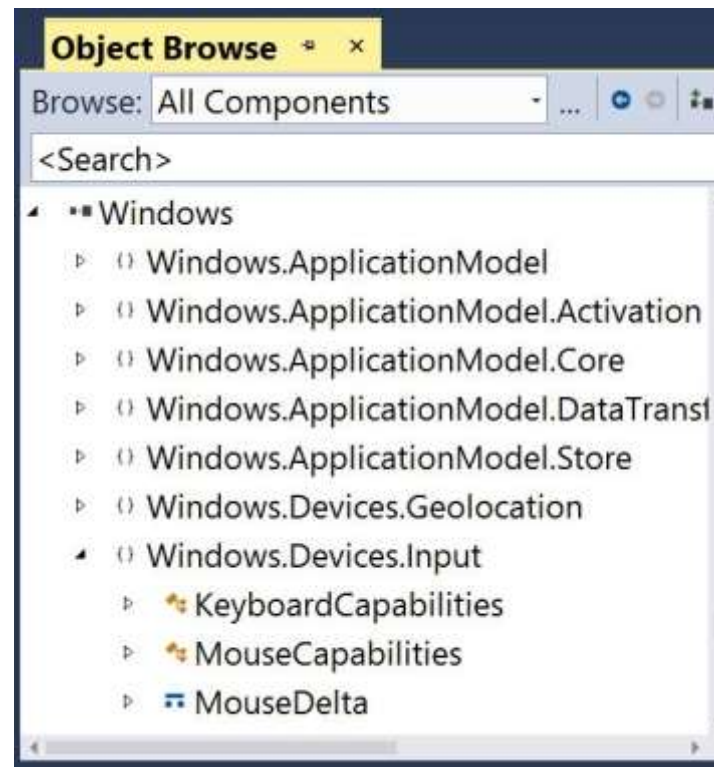 Object Browse
Browse: All Components ...
<Search>
Windows
() Windows.ApplicationModel
() Windows.ApplicationModel.Activation
() Windows.ApplicationModel.Core
() Windows.ApplicationModel.DataTransf
() Windows.ApplicationModel.Store
() Windows.Devices.Geolocation
() Windows.Devices.Input
KeyboardCapabilities
MouseCapabilities
MouseDelta